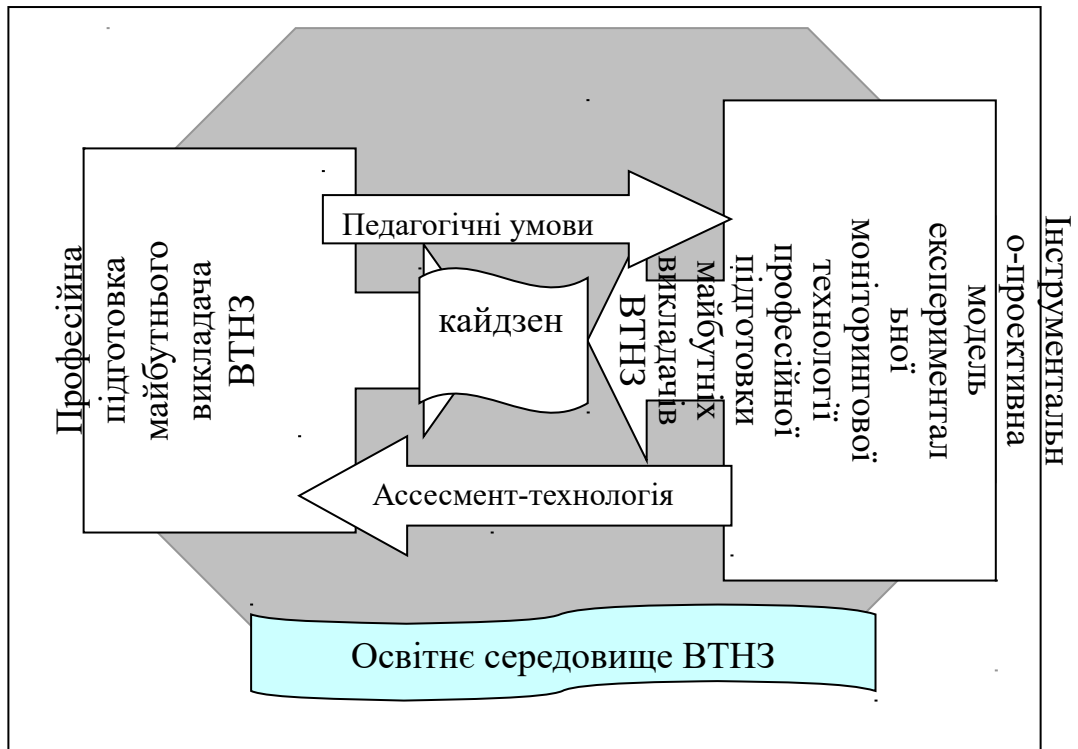 Професійна
підготовка
майбутнього
викладача
ВТНЗ
Педагогічні умови
кайдзен
Ассесмент-технологія
Інструментальн
о-проективна
модель
експеримental
ьної
моніторингової
технології
професійної
підготовки
майбутніх
викладачів
ВТНЗ
Освітнє середовище ВТНЗ